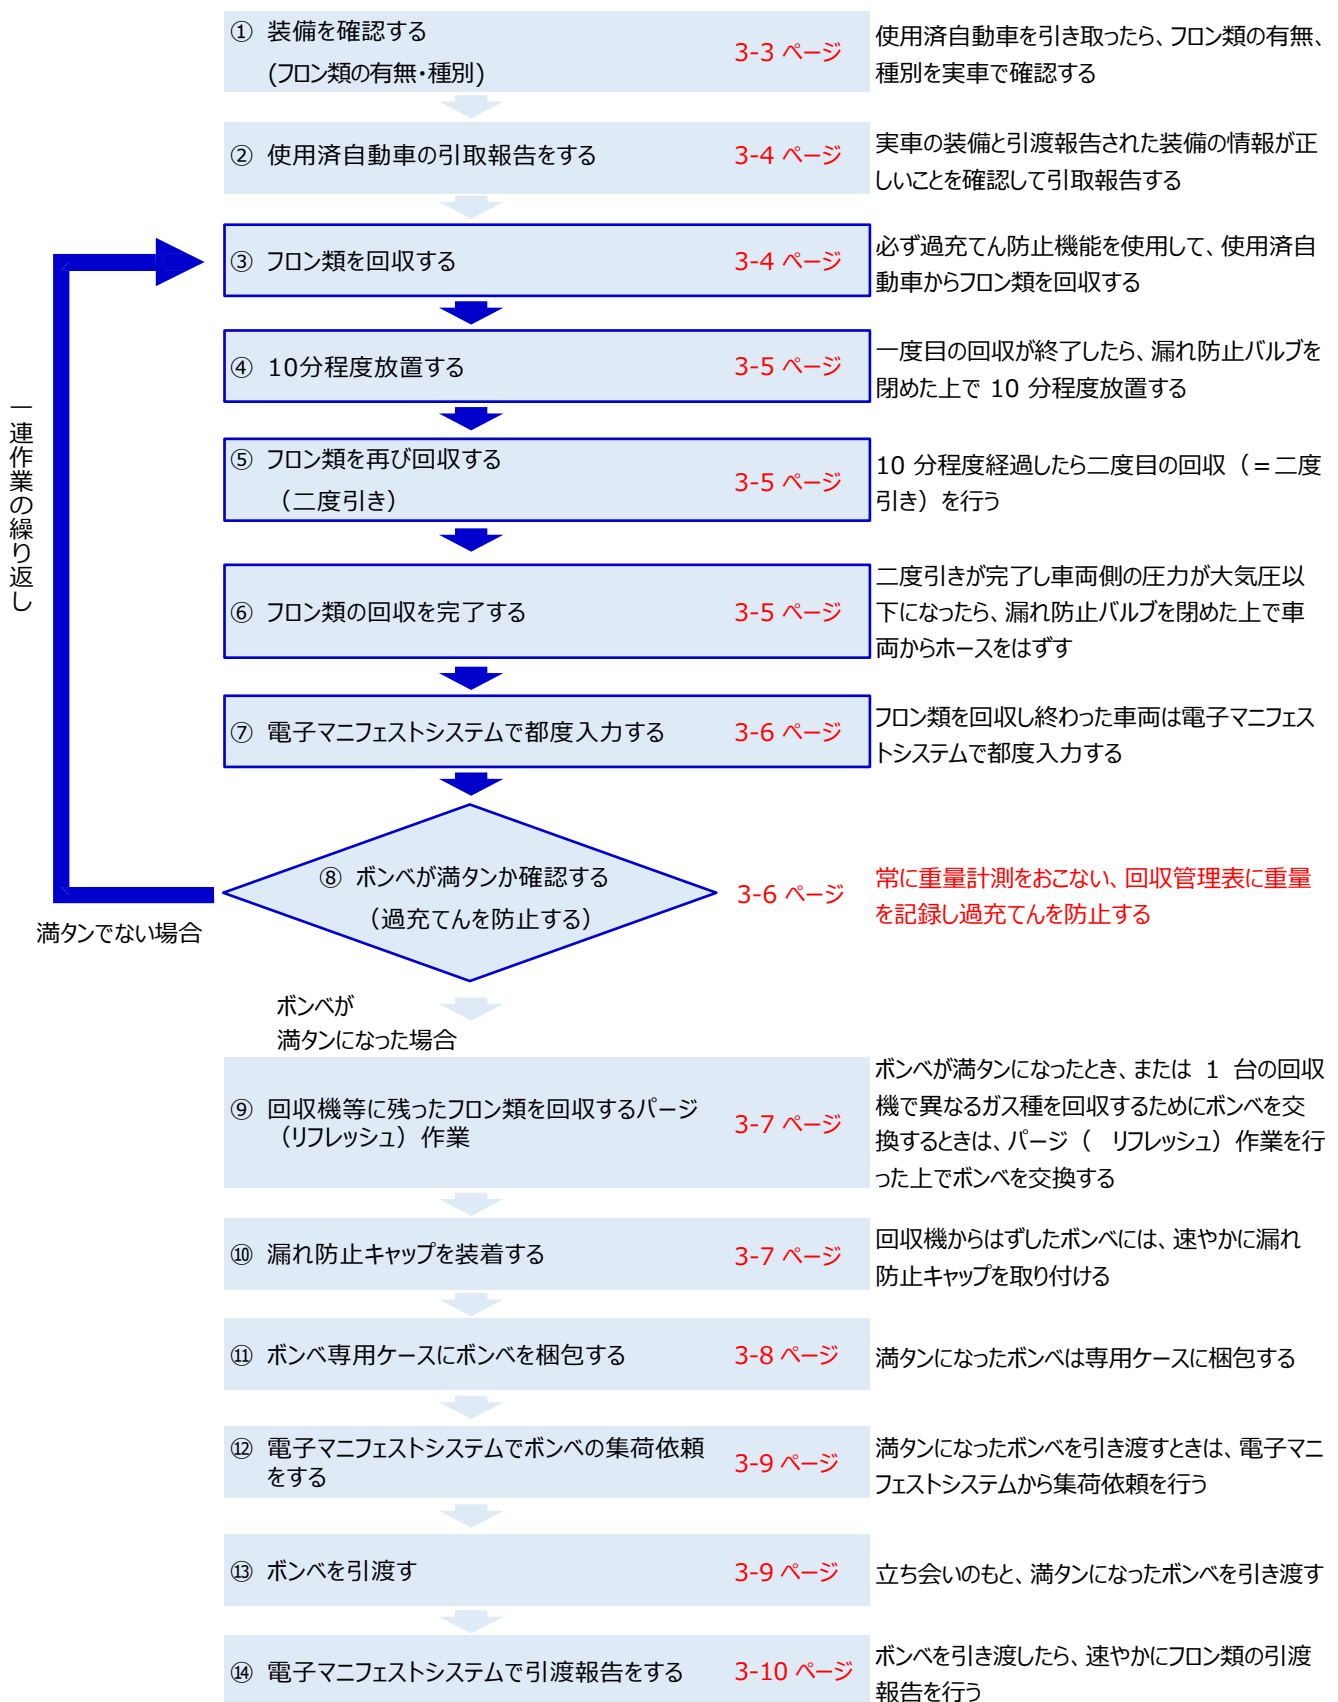 ① 装備を確認する
(フロン類の有無・種別)
3-3 ページ
使用済自動車を引き取ったら、フロン類の有無、
種別を実車で確認する
② 使用済自動車の引取報告をする
3-4 ページ
実車の装備と引渡報告された装備の情報が正
しいことを確認して引取報告する
③ フロン類を回収する
3-4 ページ
必ず過充てん防止機能を使用して、使用済自
動車からフロン類を回収する
④ 10分程度放置する
3-5 ページ
一度目の回収が終了したら、漏れ防止バルブを
閉めた上で 10 分程度放置する
⑤ フロン類を再び回収する
（二度引き）
3-5 ページ
10 分程度経過したら二度目の回収（＝二度
引き）を行う
⑥ フロン類の回収を完了する
3-5 ページ
二度引きが完了し車両側の圧力が大気圧以
下になったら、漏れ防止バルブを閉めた上で車
両からホースをはずす
⑦ 電子マニフェストシステムで都度入力する
3-6 ページ
フロン類を回収し終わった車両は電子マニフェス
トシステムで都度入力する
一連作業の繰り返し
⑧ ボンベが満タンか確認する
（過充てんを防止する）
3-6 ページ
常に重量計測をおこない、回収管理表に重量
を記録し過充てんを防止する
満タンでない場合
ボンベが
満タンになった場合
⑨ 回収機等に残ったフロン類を回収するパージ
（リフレッシュ）作業
3-7 ページ
ボンベが満タンになったとき、または 1 台の回収
機で異なるガス種を回収するためにボンベを交
換するときは、パージ（ リフレッシュ）作業を行
った上でボンベを交換する
⑩ 漏れ防止キャップを装着する
3-7 ページ
回収機からはずしたボンベには、速やかに漏れ
防止キャップを取り付ける
⑪ ボンベ専用ケースにボンベを梱包する
3-8 ページ
満タンになったボンベは専用ケースに梱包する
⑫ 電子マニフェストシステムでボンベの集荷依頼
をする
3-9 ページ
満タンになったボンベを引き渡すときは、電子マニ
フェストシステムから集荷依頼を行う
⑬ ボンベを引渡す
3-9 ページ
立ち会いのもと、満タンになったボンベを引き渡す
⑭ 電子マニフェストシステムで引渡報告をする
3-10 ページ
ボンベを引き渡したら、速やかにフロン類の引渡
報告を行う